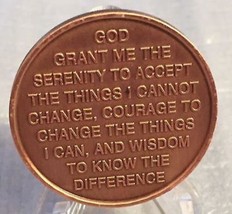 GOD
GRANT ME THE
SERENITY TO ACCEPT
THE THINGS I CANNOT
CHANGE, COURAGE TO
CHANGE THE THINGS
I CAN, AND WISDOM
TO KNOW THE
DIFFERENCE